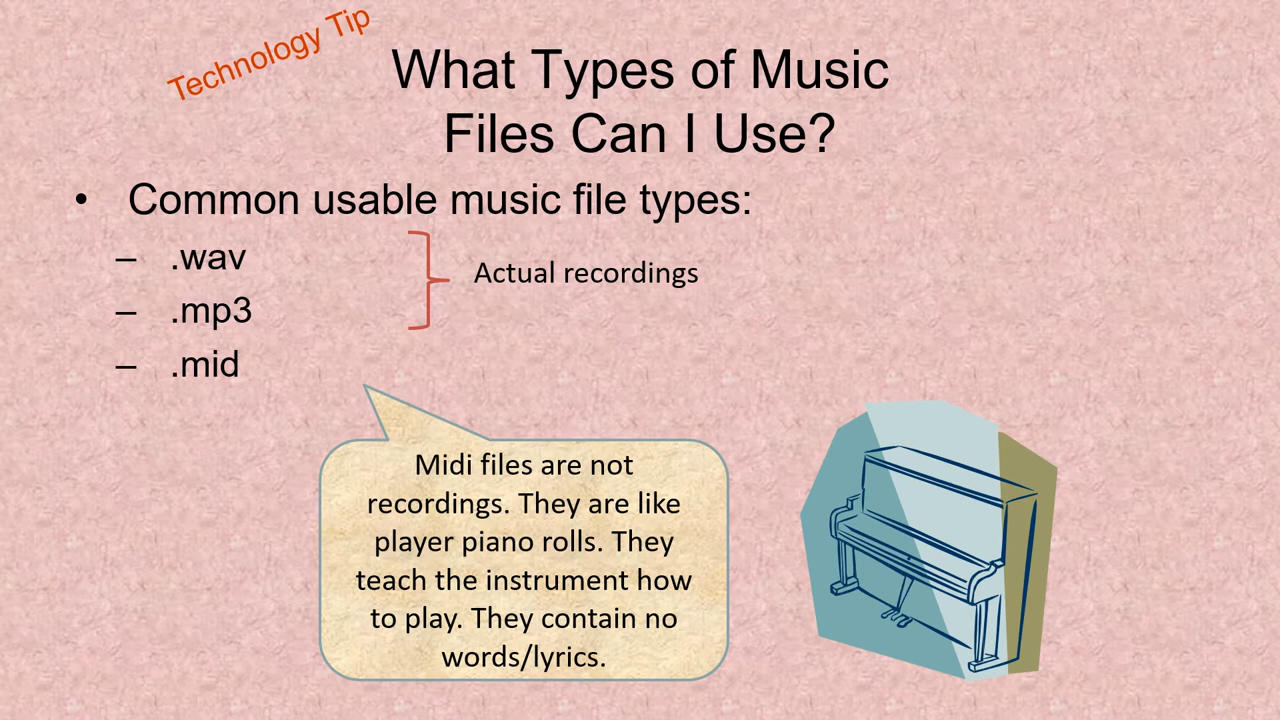 Technology Tip
What Types of Music
Files Can I Use?
• Common usable music file types:
– .wav
– .mp3
Actual recordings
– .mid
Midi files are not
recordings. They are like
player piano rolls. They
teach the instrument how
to play. They contain no
words/lyrics.